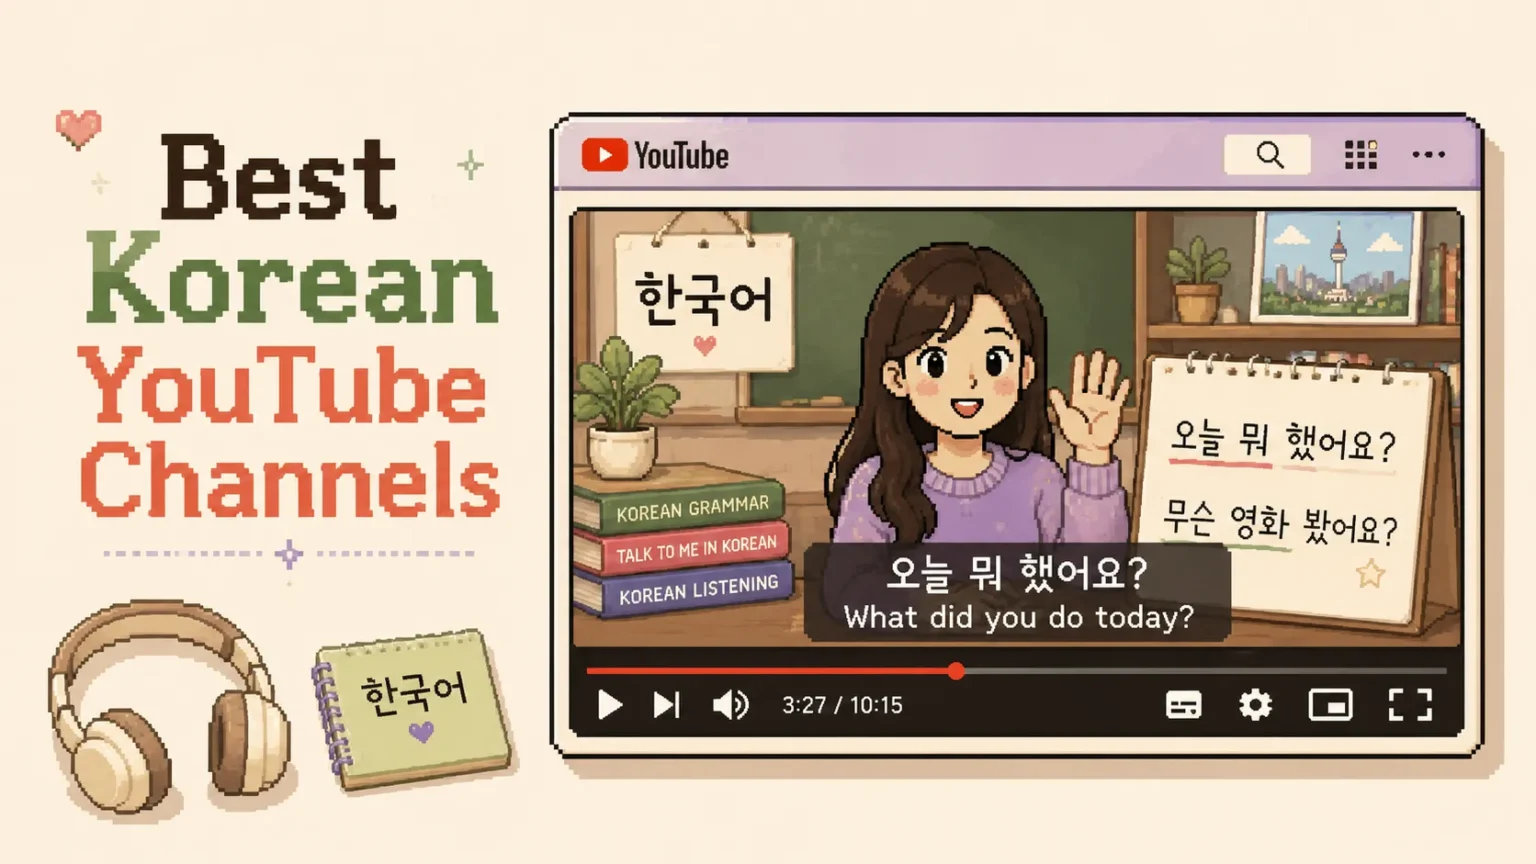 Best
Korean
YouTube
Channels
한국어
YouTube
한국어
KOREAN GRAMMAR
TALK TO ME IN KOREAN
KOREAN LISTENING
오늘 뭐 했어요?
무슨 영화 봤어요?
오늘 뭐 했어요?
What did you do today?
3:27 / 10:15